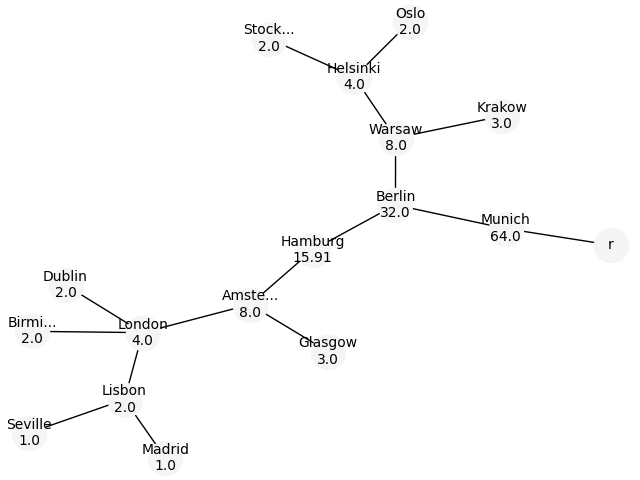 Oslo
2.0
Stock...
2.0
Helsinki
4.0
Krakow
3.0
Warsaw
8.0
Berlin
32.0
Munich
64.0
r
Hamburg
15.91
Dublin
2.0
Amste...
8.0
Birmi...
2.0
London
4.0
Glasgow
3.0
Lisbon
2.0
Seville
1.0
Madrid
1.0